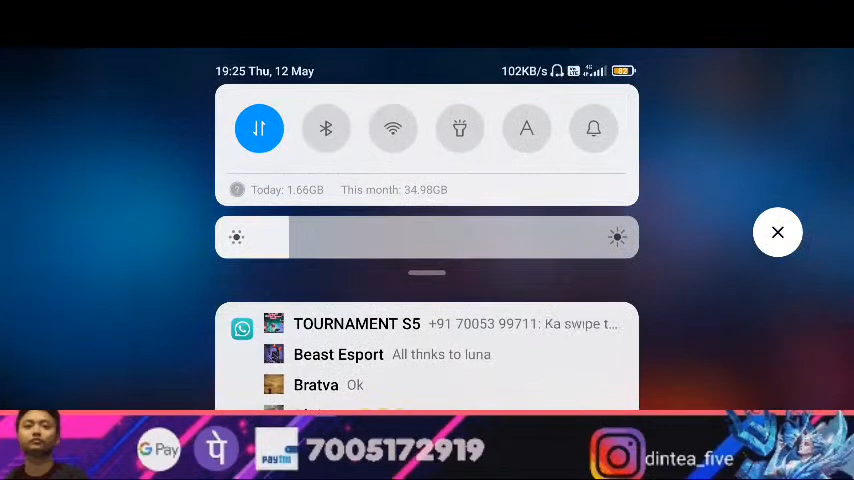 19:25 Thu, 12 May
102KB/s 4G 82
Today: 1.66GB This month: 34.98GB
TOURNAMENT S5 +91 70053 99711: Ka swipe t...
Beast Esport All thnks to luna
Bratva Ok
G Pay पे paytm 7005172919 dintea_five